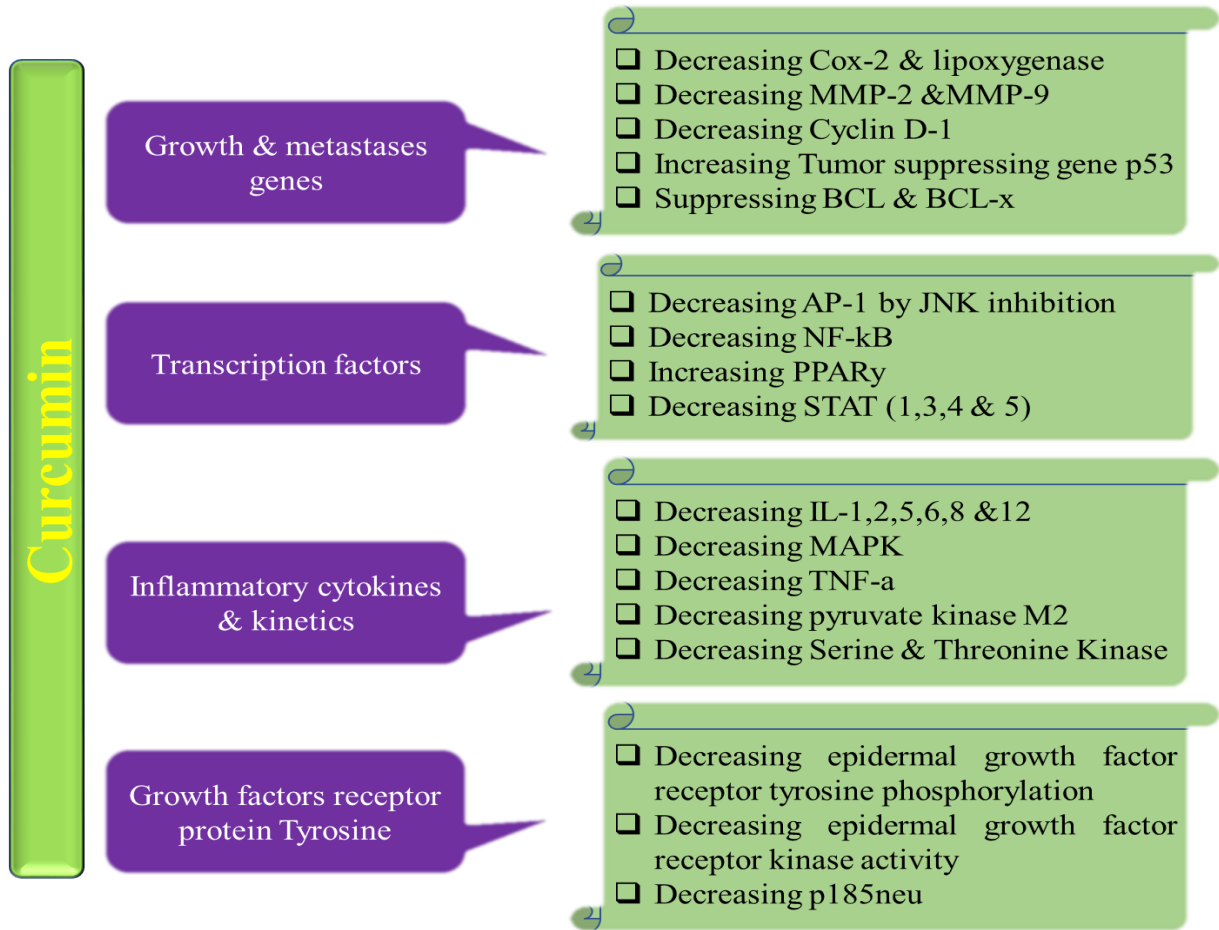 Curcumin
Growth & metastases
genes
Decreasing Cox-2 & lipoxygenase
Decreasing MMP-2 &MMP-9
Decreasing Cyclin D-1
Increasing Tumor suppressing gene p53
Suppressing BCL & BCL-x
Transcription factors
Decreasing AP-1 by JNK inhibition
Decreasing NF-kB
Increasing PPARy
Decreasing STAT (1,3,4 & 5)
Inflammatory cytokines
& kinetics
Decreasing IL-1,2,5,6,8 &12
Decreasing MAPK
Decreasing TNF-a
Decreasing pyruvate kinase M2
Decreasing Serine & Threonine Kinase
Growth factors receptor
protein Tyrosine
Decreasing epidermal growth factor
receptor tyrosine phosphorylation
Decreasing epidermal growth factor
receptor kinase activity
Decreasing p185neu